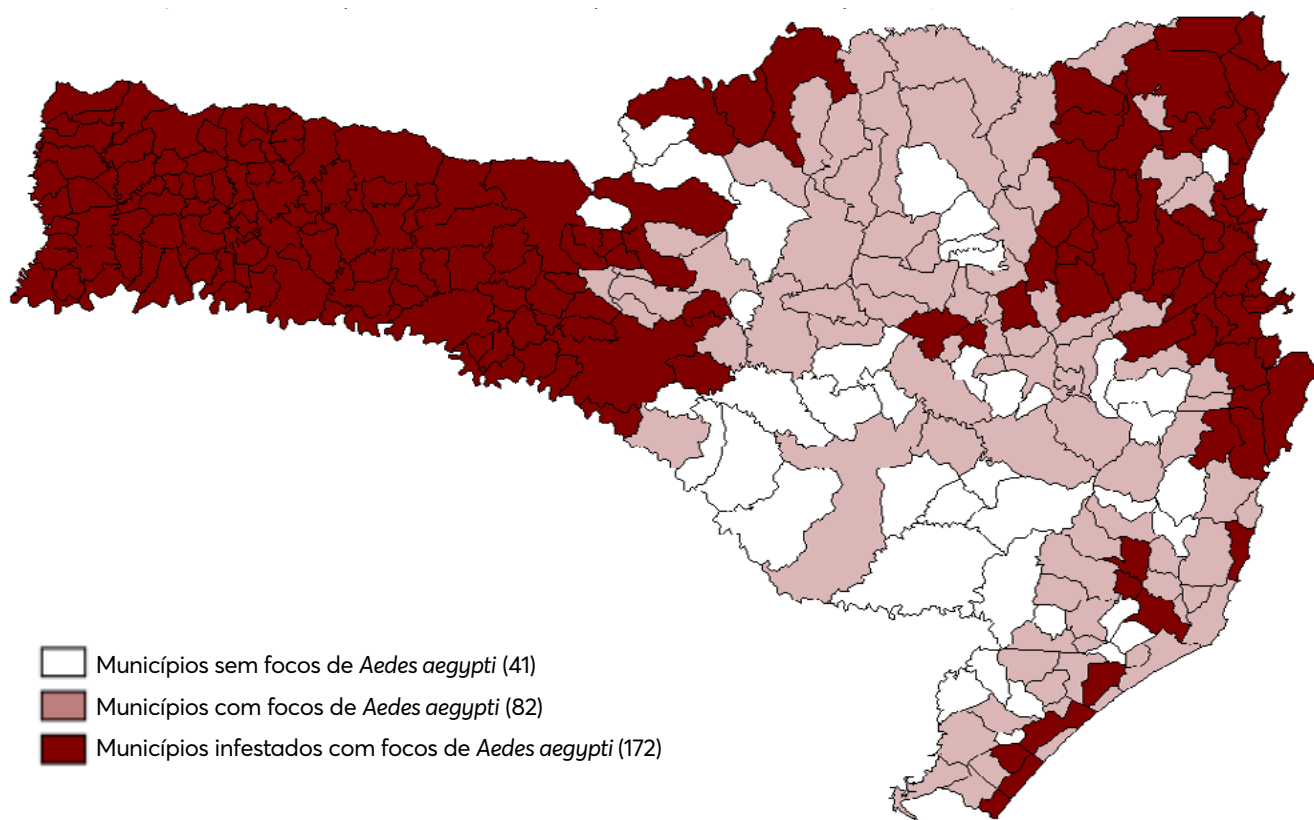 Municípios sem focos de Aedes aegypti (41)
Municípios com focos de Aedes aegypti (82)
Municípios infestados com focos de Aedes aegypti (172)